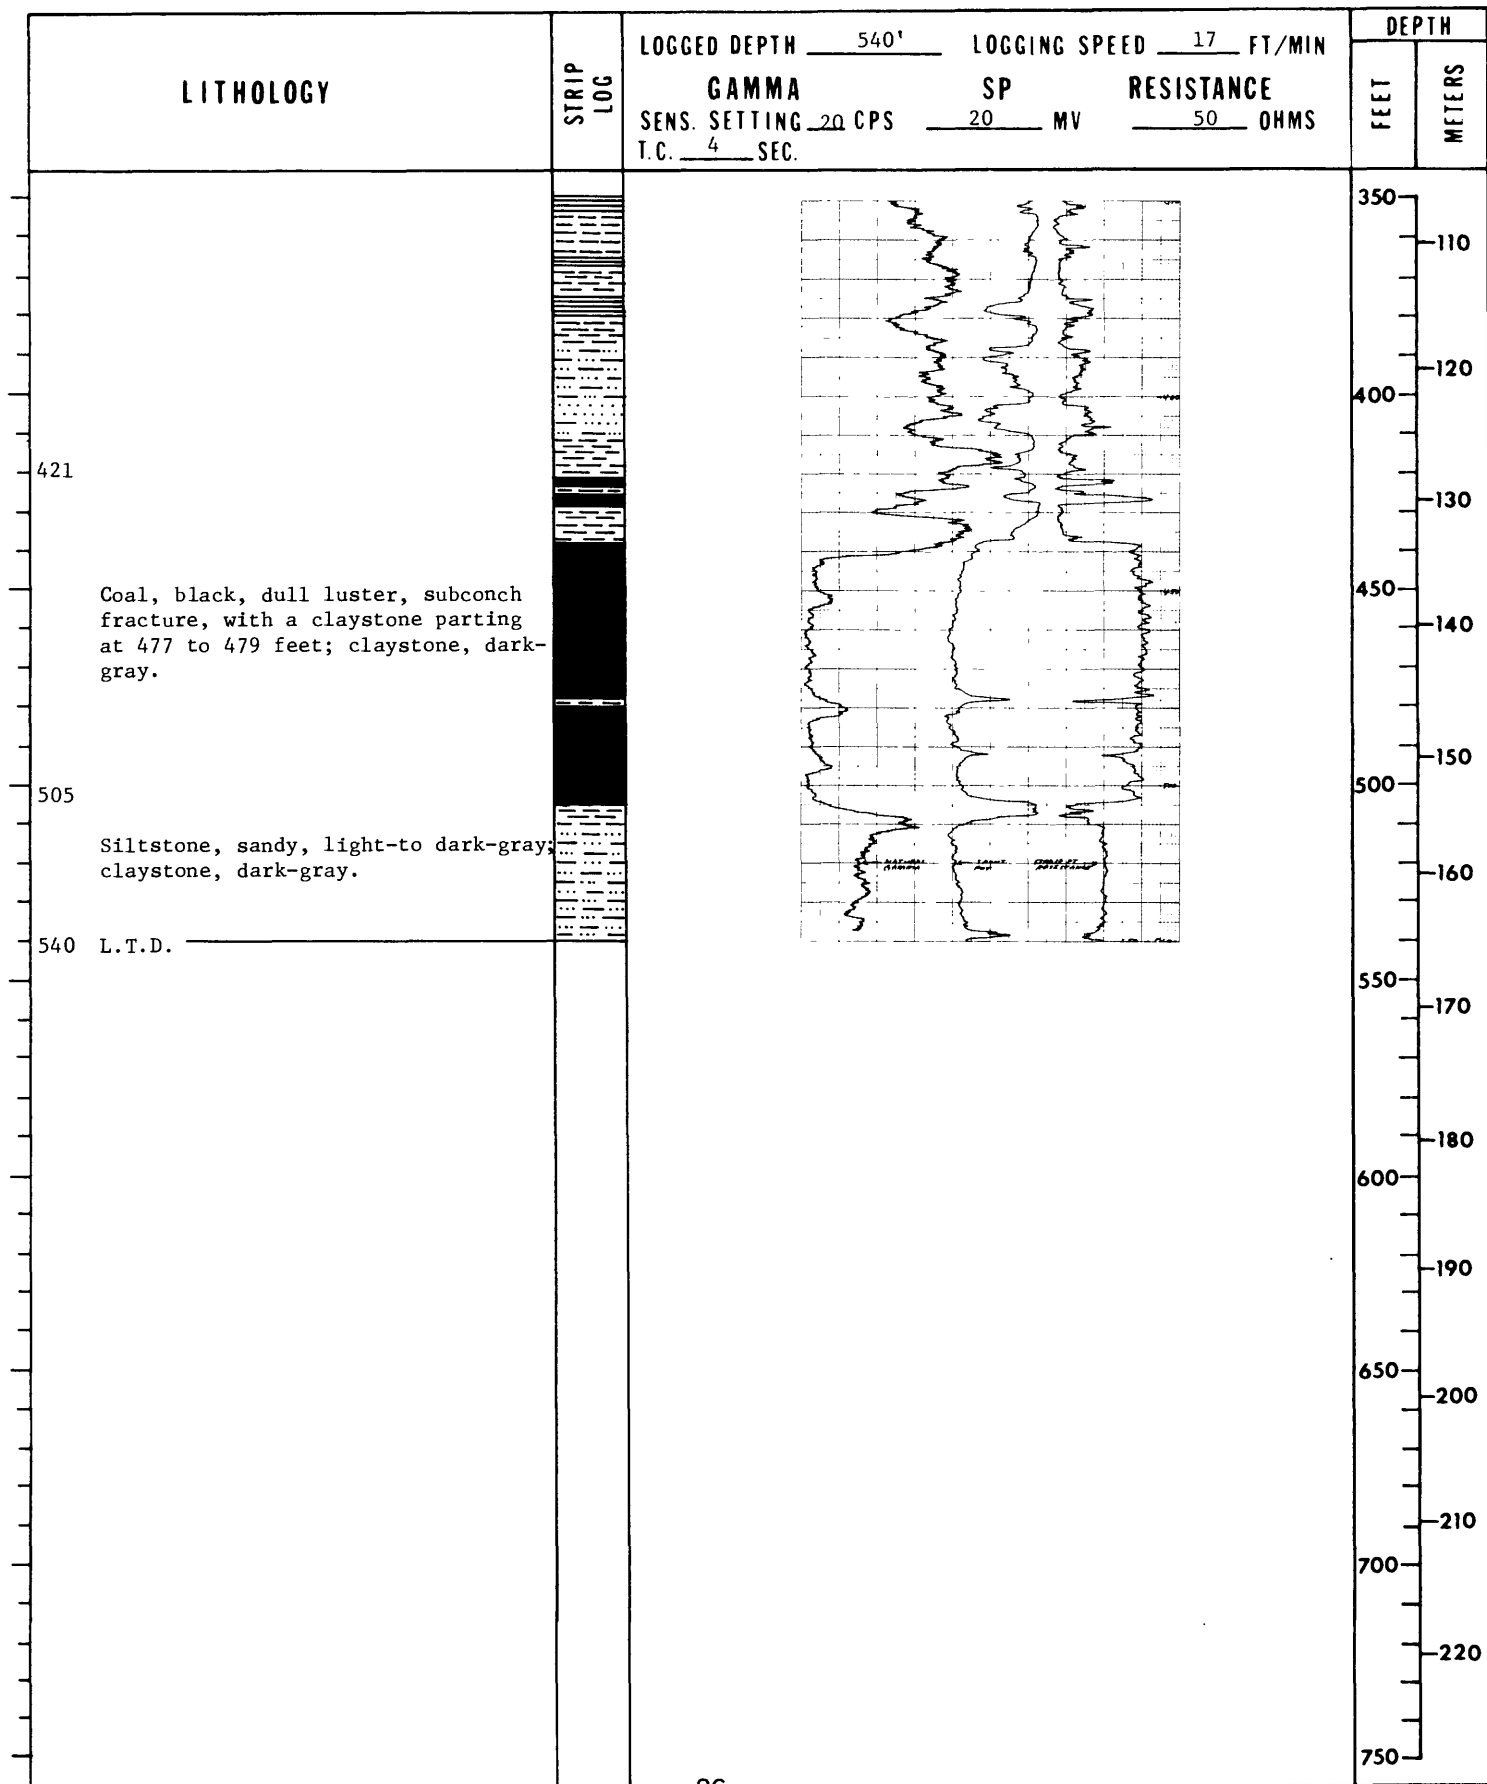 LITHOLOGY
STRIP LOG
LOGGED DEPTH 540' LOGGING SPEED 17 FT/MIN
GAMMA SP RESISTANCE
SENS. SETTING 20 CPS 20 MV 50 OHMS
T.C. 4 SEC.
DEPTH
FEET
METERS
350
110
120
400
421
130
450
Coal, black, dull luster, subconch
fracture, with a claystone parting
at 477 to 479 feet; claystone, dark-
gray.
140
150
500
505
Siltstone, sandy, light-to dark-gray;
claystone, dark-gray.
NATURAL
GAMMA
160
540 L.T.D.
550
170
180
600
190
650
200
210
700
220
750